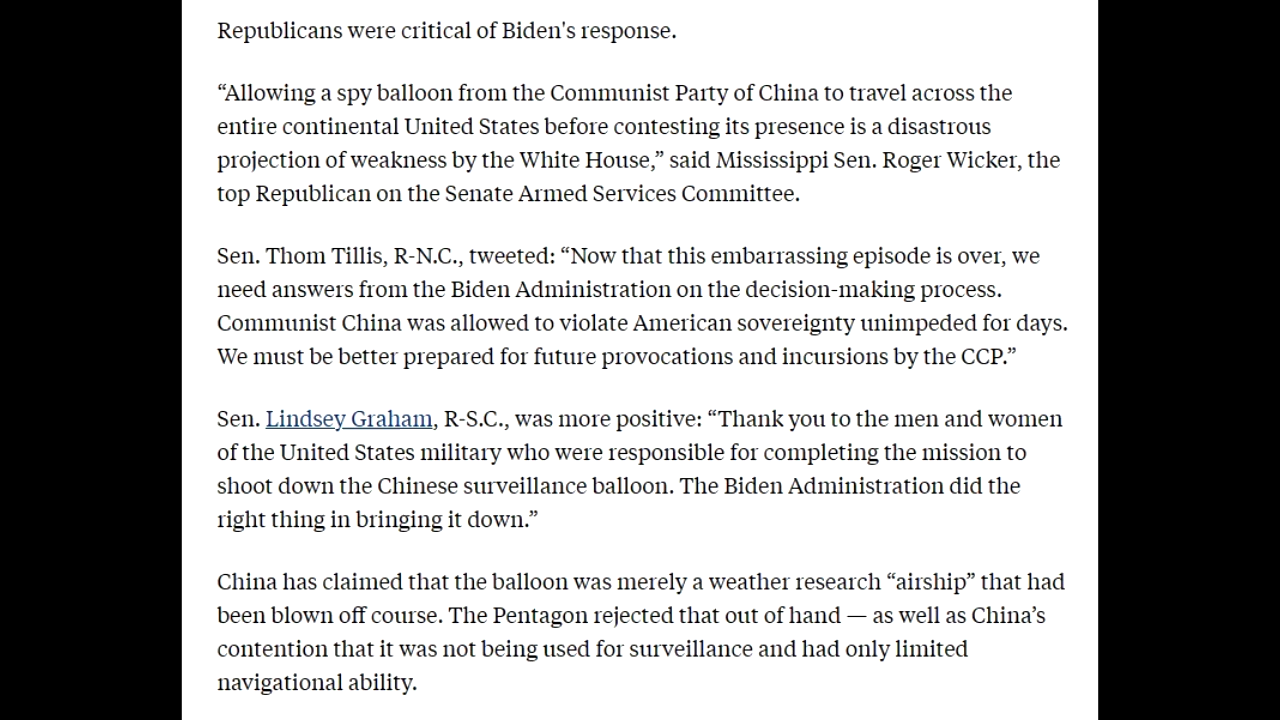 Republicans were critical of Biden's response.
“Allowing a spy balloon from the Communist Party of China to travel across the
entire continental United States before contesting its presence is a disastrous
projection of weakness by the White House,” said Mississippi Sen. Roger Wicker, the
top Republican on the Senate Armed Services Committee.
Sen. Thom Tillis, R-N.C., tweeted: “Now that this embarrassing episode is over, we
need answers from the Biden Administration on the decision-making process.
Communist China was allowed to violate American sovereignty unimpeded for days.
We must be better prepared for future provocations and incursions by the CCP.”
Sen. Lindsey Graham, R-S.C., was more positive: “Thank you to the men and women
of the United States military who were responsible for completing the mission to
shoot down the Chinese surveillance balloon. The Biden Administration did the
right thing in bringing it down.”
China has claimed that the balloon was merely a weather research “airship” that had
been blown off course. The Pentagon rejected that out of hand — as well as China’s
contention that it was not being used for surveillance and had only limited
navigational ability.